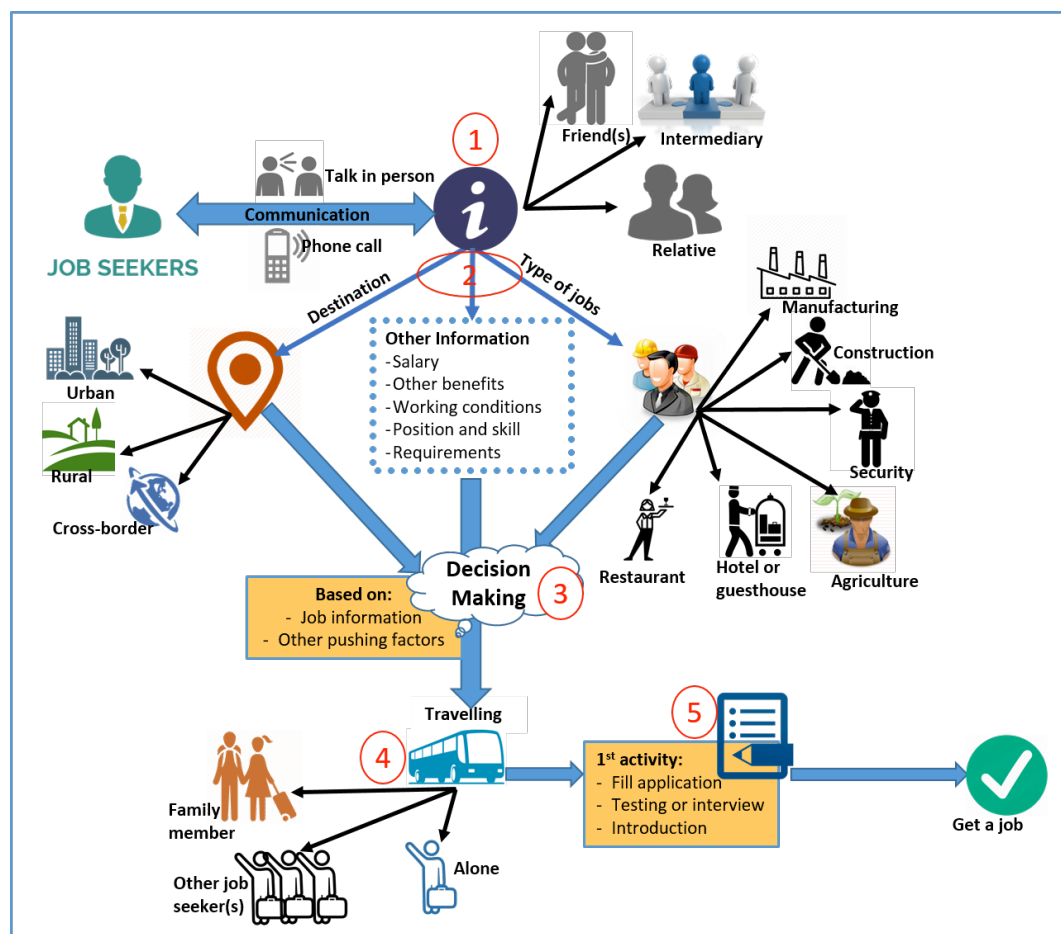 1
Friend(s)
Intermediary
Talk in person
Communication
Phone call
JOB SEEKERS
Relative
2
Destination
Type of jobs
Manufacturing
Construction
Security
Agriculture
Hotel or
guesthouse
Restaurant
Other Information
-Salary
-Other benefits
-Working conditions
-Position and skill
-Requirements
Urban
Rural
Cross-border
Decision
Making
3
Based on:
- Job information
- Other pushing factors
Travelling
4
Family
member
Other job
seeker(s)
Alone
5
1st activity:
- Fill application
- Testing or interview
- Introduction
Get a job